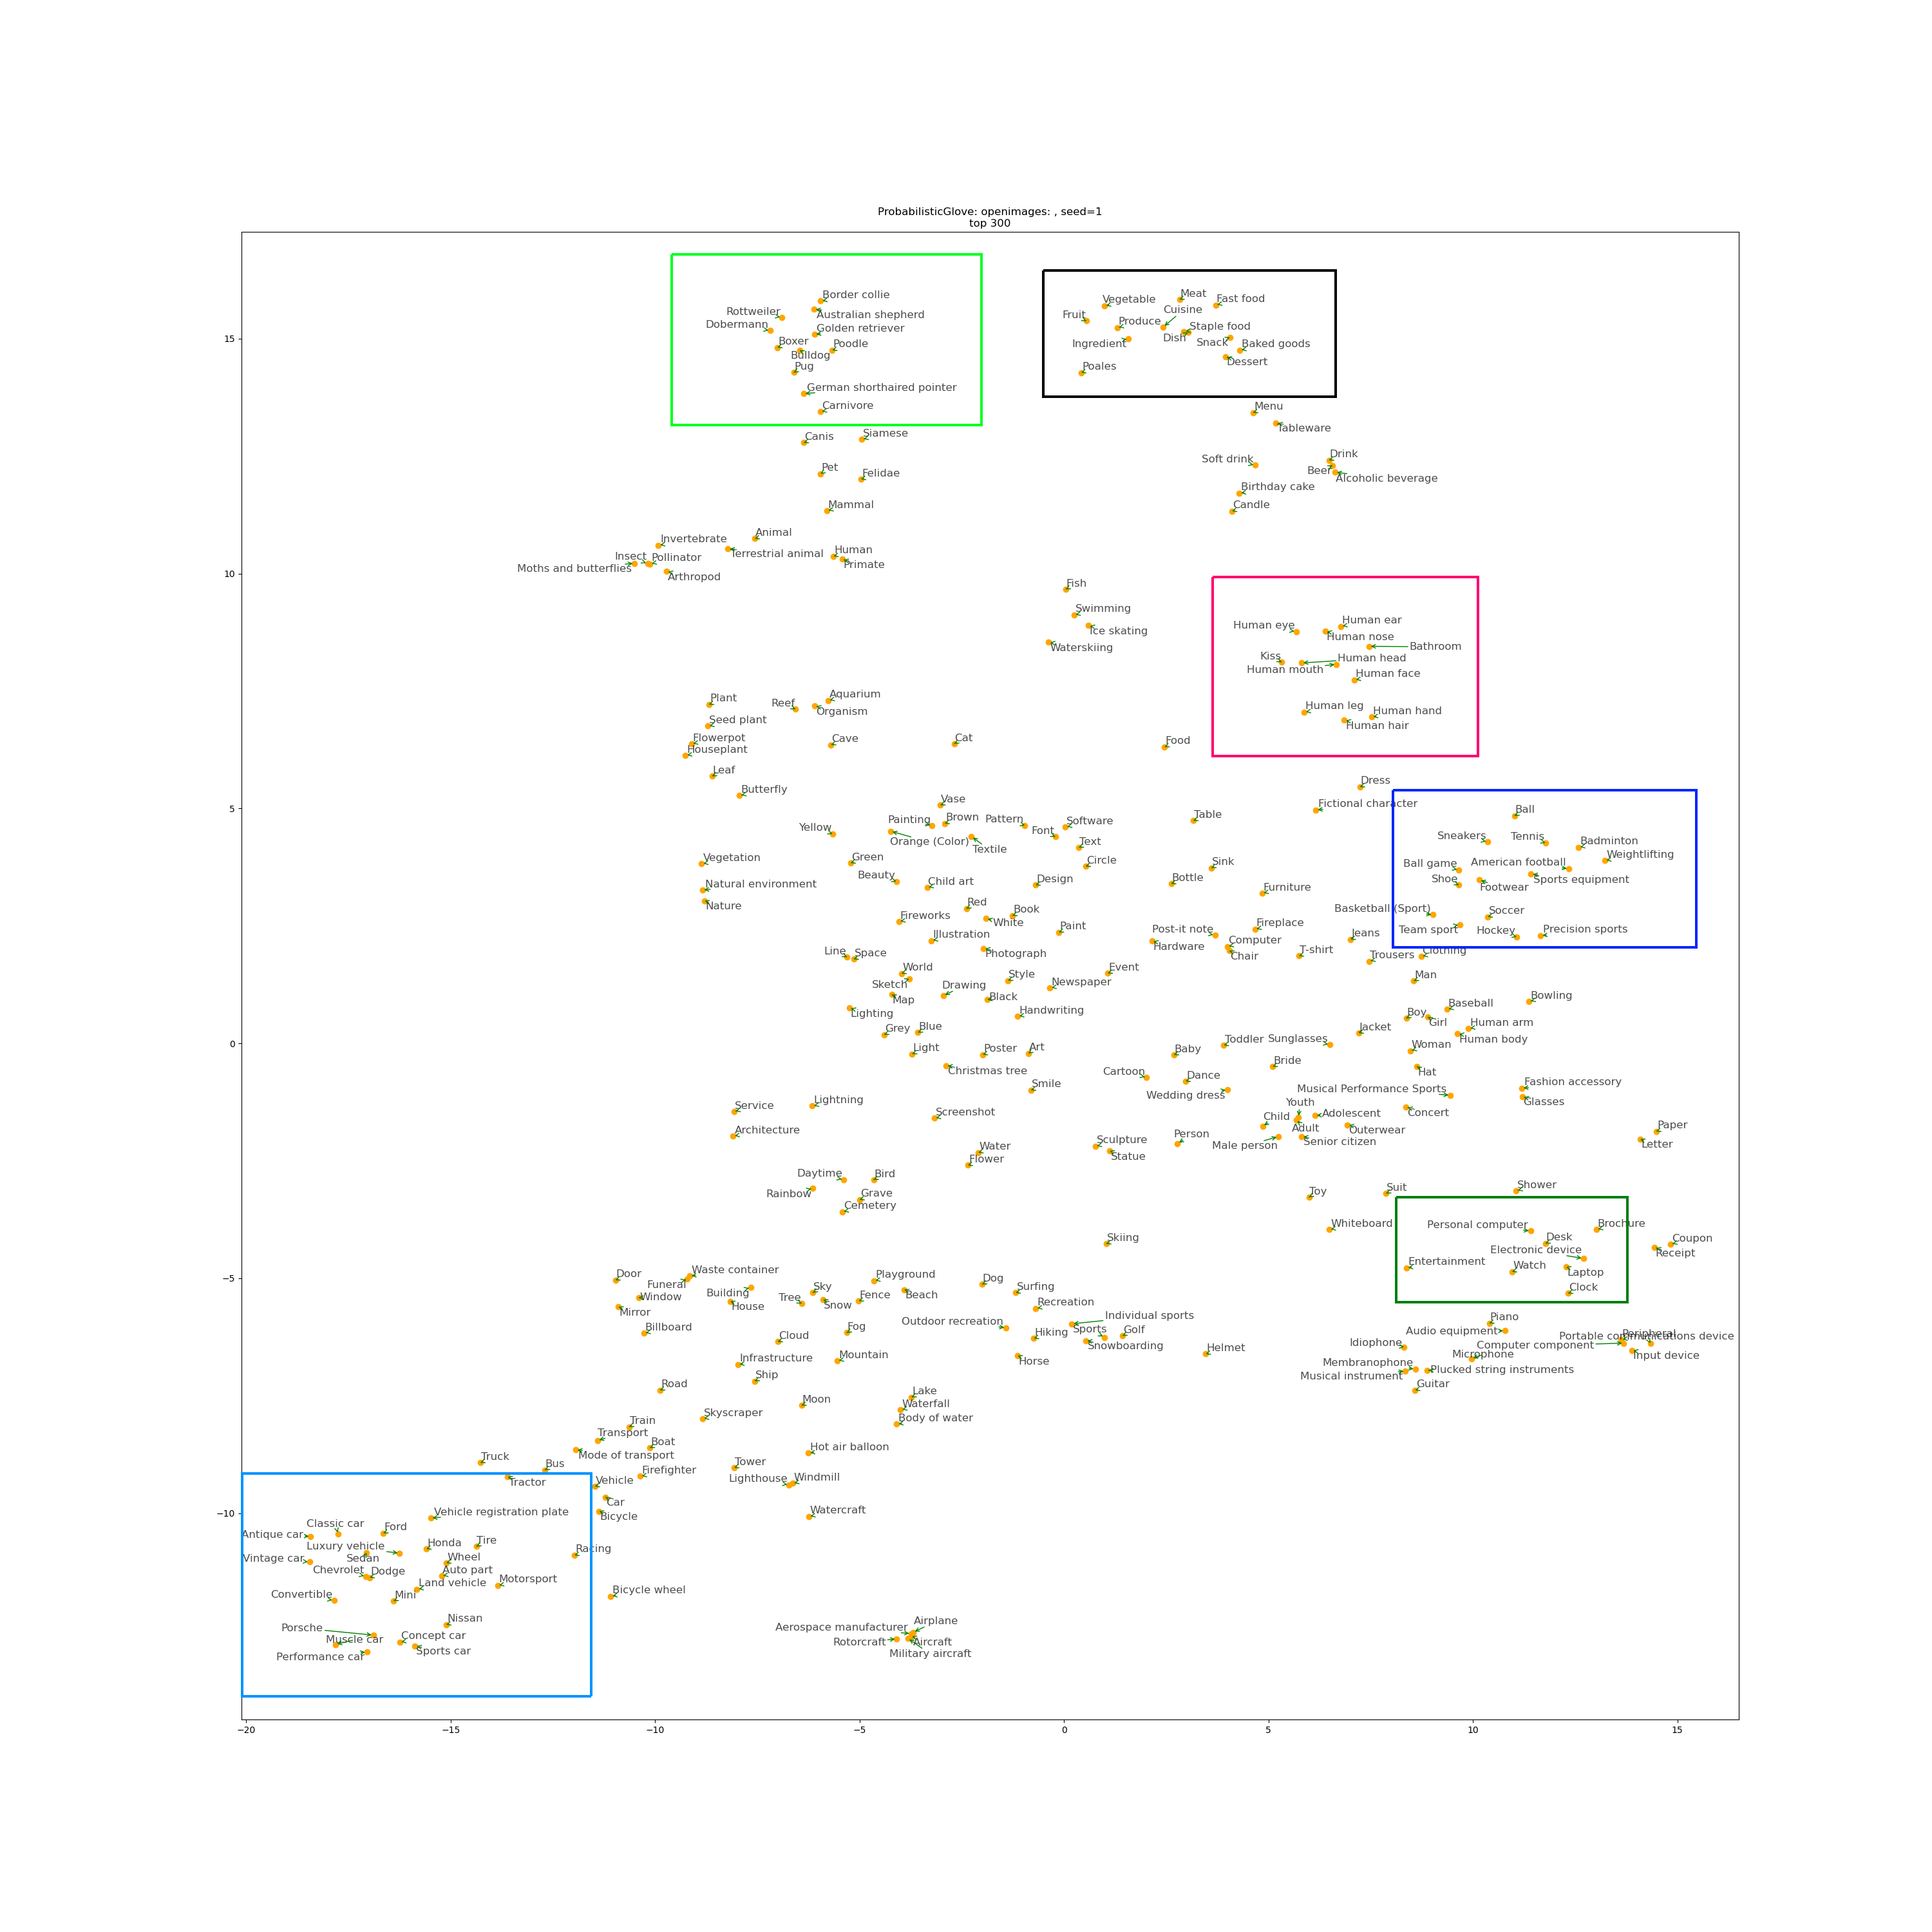 ProbabilisticGlove: openimages: , seed=1
top 300
Border collie
Rottweiler
Australian shepherd
Dobermann
Golden retriever
Boxer
Poodle
Bulldog
Pug
German shorthaired pointer
Carnivore
Meat
Vegetable
Fast food
Fruit
Cuisine
Produce
Staple food
Ingredient
Dish
Snack
Baked goods
Dessert
Poales
15
Menu
Tableware
Canis
Siamese
Pet
Felidae
Soft drink
Drink
Beer
Alcoholic beverage
Birthday cake
Candle
Mammal
Animal
Invertebrate
Terrestrial animal
Human
Primate
Insect
Pollinator
Moths and butterflies
Arthropod
10
Fish
Swimming
Ice skating
Waterskiing
Human eye
Human ear
Human nose
Bathroom
Kiss
Human head
Human mouth
Human face
Human leg
Human hand
Human hair
Plant
Reef
Aquarium
Organism
Seed plant
Flowerpot
Houseplant
Cave
Cat
Food
Leaf
Butterfly
Dress
Fictional character
5
Vase
Painting
Brown
Pattern
Font
Software
Table
Yellow
Orange (Color)
Textile
Text
Ball
Sneakers
Tennis
Badminton
Weightlifting
Ball game
American football
Shoe
Footwear
Sports equipment
Basketball (Sport)
Soccer
Team sport
Hockey
Precision sports
Vegetation
Green
Circle
Sink
Natural environment
Beauty
Child art
Design
Bottle
Furniture
Nature
Fireworks
Red
White
Book
Paint
Illustration
Post-it note
Fireplace
Jeans
Line
Space
Photograph
Hardware
Computer
Chair
T-shirt
Trousers
Clothing
World
Sketch
Style
Event
Man
Map
Drawing
Black
Newspaper
Bowling
Lighting
Handwriting
Baseball
Boy
Girl
Human arm
Grey
Blue
Jacket
Human body
0
Light
Poster
Art
Baby
Toddler
Sunglasses
Woman
Christmas tree
Bride
Hat
Smile
Cartoon
Dance
Wedding dress
Musical Performance Sports
Fashion accessory
Glasses
Service
Lightning
Screenshot
Youth
Concert
Architecture
Child
Adolescent
Adult
Outerwear
Paper
Letter
Sculpture
Statue
Person
Male person
Senior citizen
Water
Flower
Daytime
Bird
Rainbow
Grave
Cemetery
Toy
Suit
Shower
Whiteboard
Personal computer
Brochure
Desk
Electronic device
Entertainment
Watch
Laptop
Clock
Coupon
Receipt
Skiing
−5
Door
Waste container
Funeral
Window
Mirror
Building
House
Sky
Tree
Snow
Playground
Fence
Beach
Dog
Surfing
Recreation
Billboard
Fog
Outdoor recreation
Individual sports
Hiking
Sports
Golf
Snowboarding
Piano
Audio equipment
Cloud
Infrastructure
Mountain
Horse
Helmet
Idiophone
Peripheral
Portable communications device
Computer component
Microphone
Input device
Membranophone
Musical instrument
Plucked string instruments
Guitar
Ship
Road
Moon
Lake
Waterfall
Body of water
Skyscraper
Train
Transport
Boat
Mode of transport
Hot air balloon
Truck
Bus
Tractor
Vehicle
Firefighter
Tower
Lighthouse
Windmill
Car
Bicycle
Watercraft
−10
Vehicle registration plate
Classic car
Ford
Antique car
Luxury vehicle
Honda
Tire
Racing
Vintage car
Sedan
Wheel
Chevrolet
Dodge
Auto part
Land vehicle
Motorsport
Convertible
Mini
Bicycle wheel
Nissan
Porsche
Muscle car
Concept car
Performance car
Sports car
Aerospace manufacturer
Airplane
Rotorcraft
Aircraft
Military aircraft
−20
−15
−10
−5
0
5
10
15